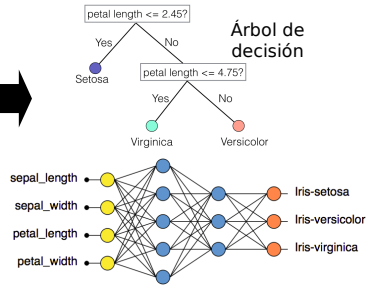 petal length <= 2.45?
Árbol de
decisión
Yes
No
Setosa
petal length <= 4.75?
Yes
No
Virginica
Versicolor
sepal_length
sepal_width
petal_length
petal_width
Iris-setosa
Iris-versicolor
Iris-virginica